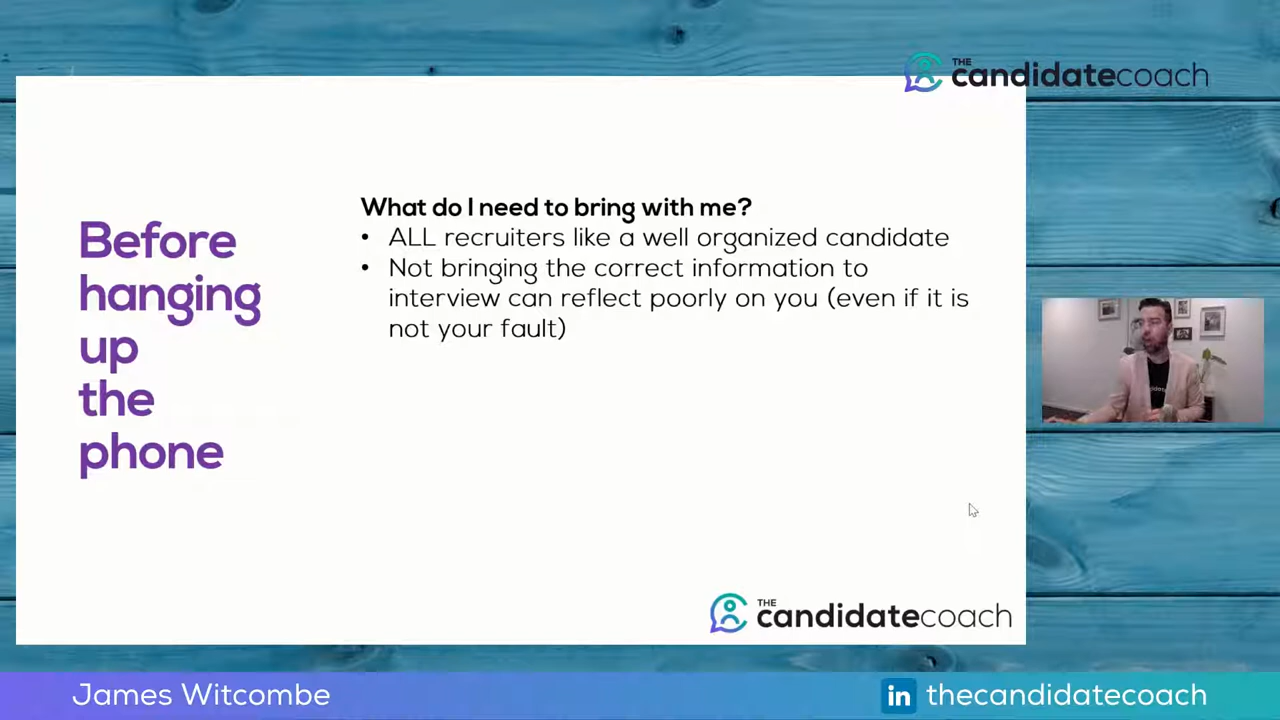 THE
candidatecoach
Before
hanging
up
the
phone
What do I need to bring with me?
• ALL recruiters like a well organized candidate
• Not bringing the correct information to
interview can reflect poorly on you (even if it is
not your fault)
THE
candidatecoach
James Witcombe
in thecandidatecoach